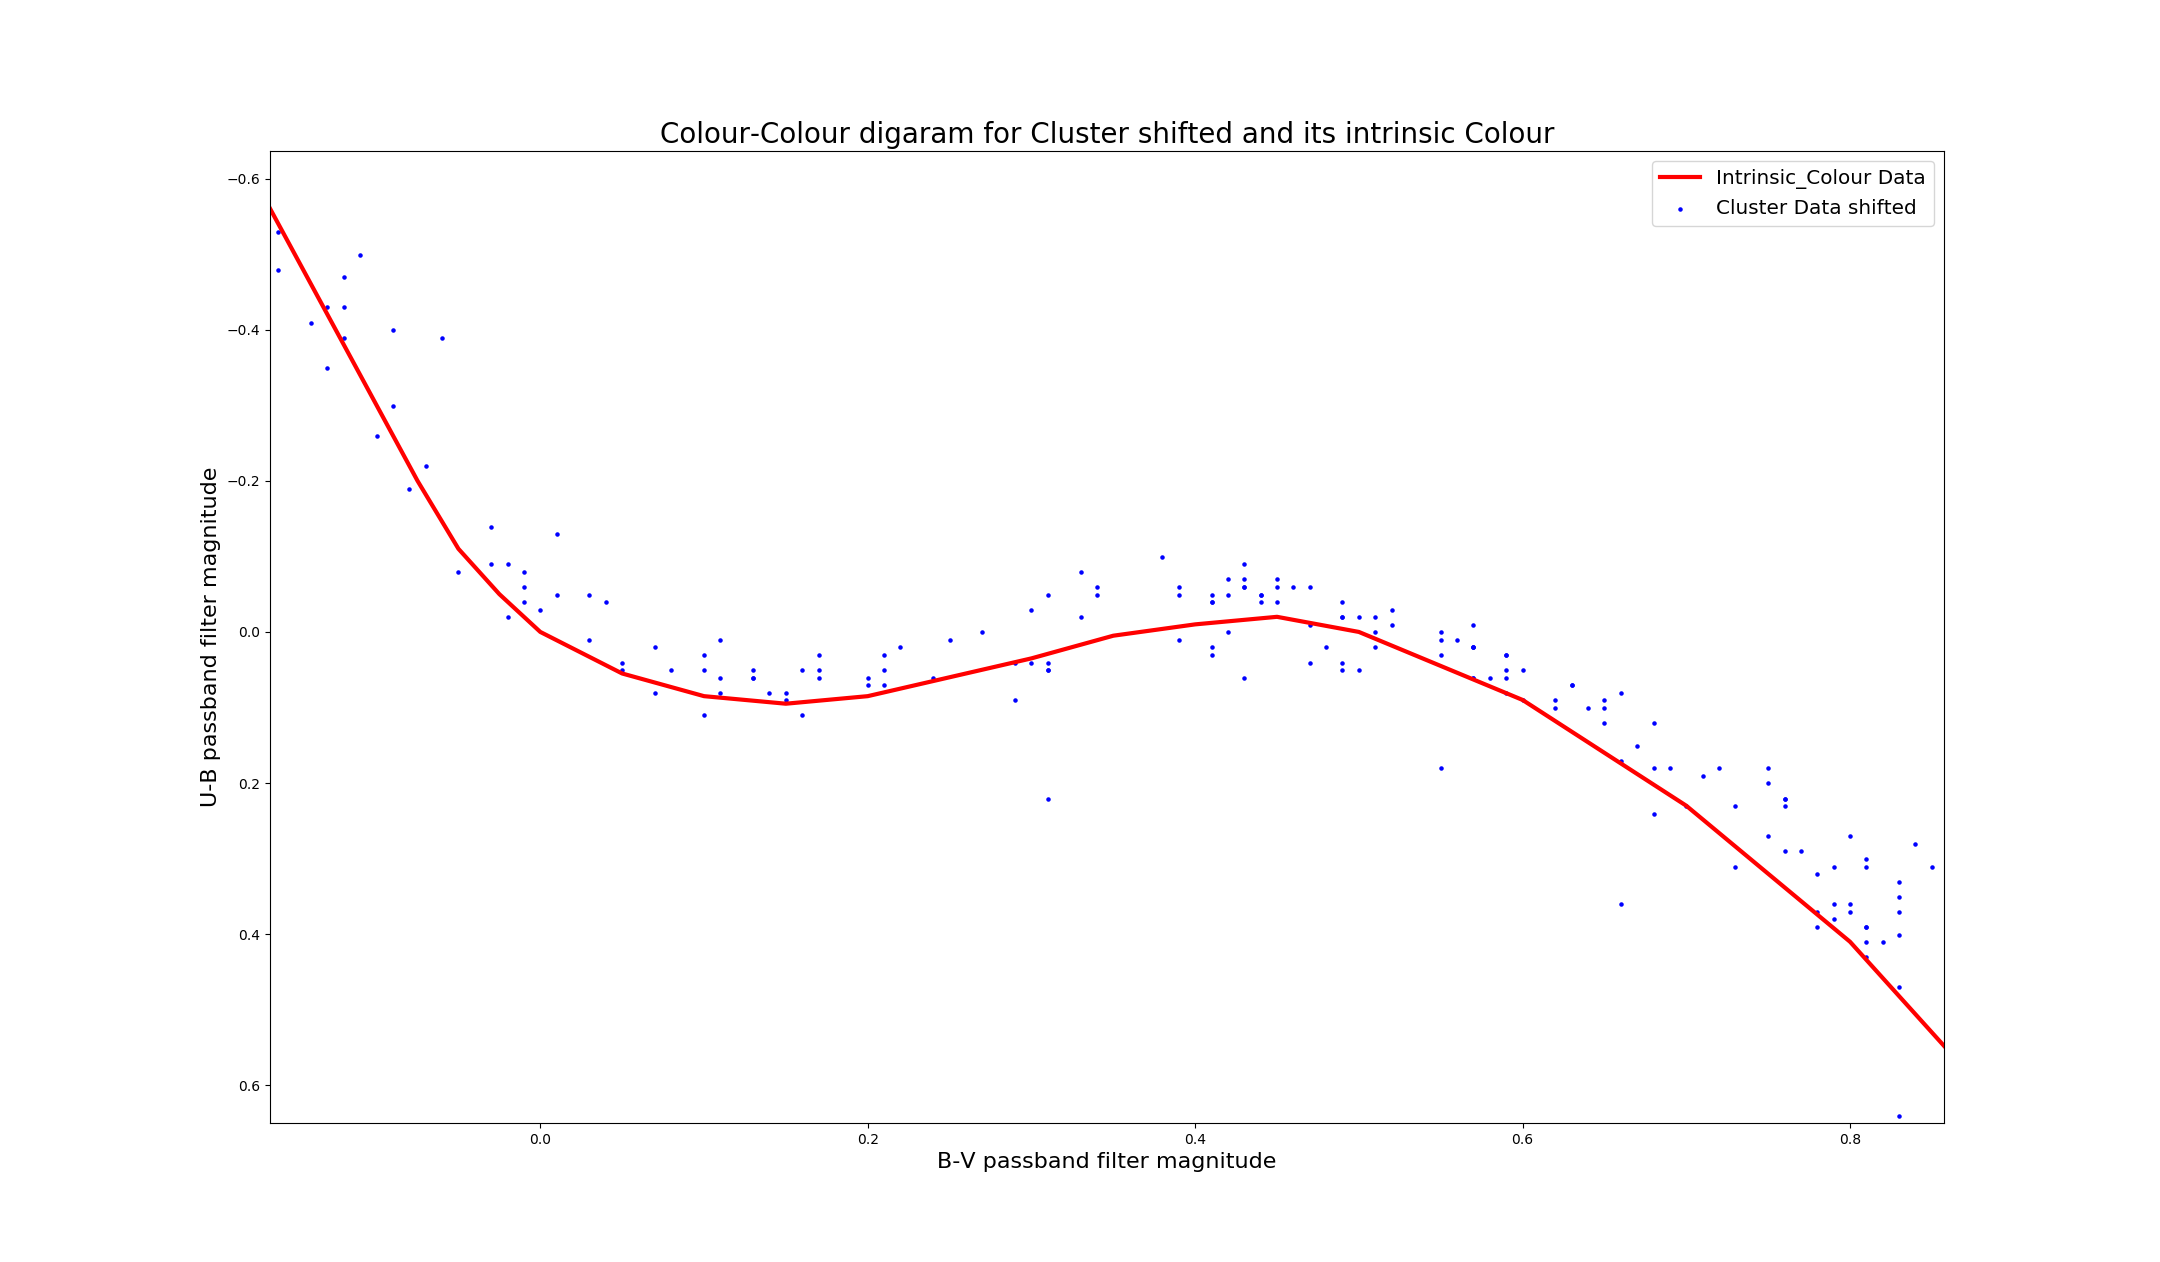 Colour-Colour digaram for Cluster shifted and its intrinsic Colour
Intrinsic_Colour Data
Cluster Data shifted
−0.6
−0.4
−0.2
0.0
0.2
0.4
0.6
U-B passband filter magnitude
0.0 0.2 0.4 0.6 0.8
B-V passband filter magnitude